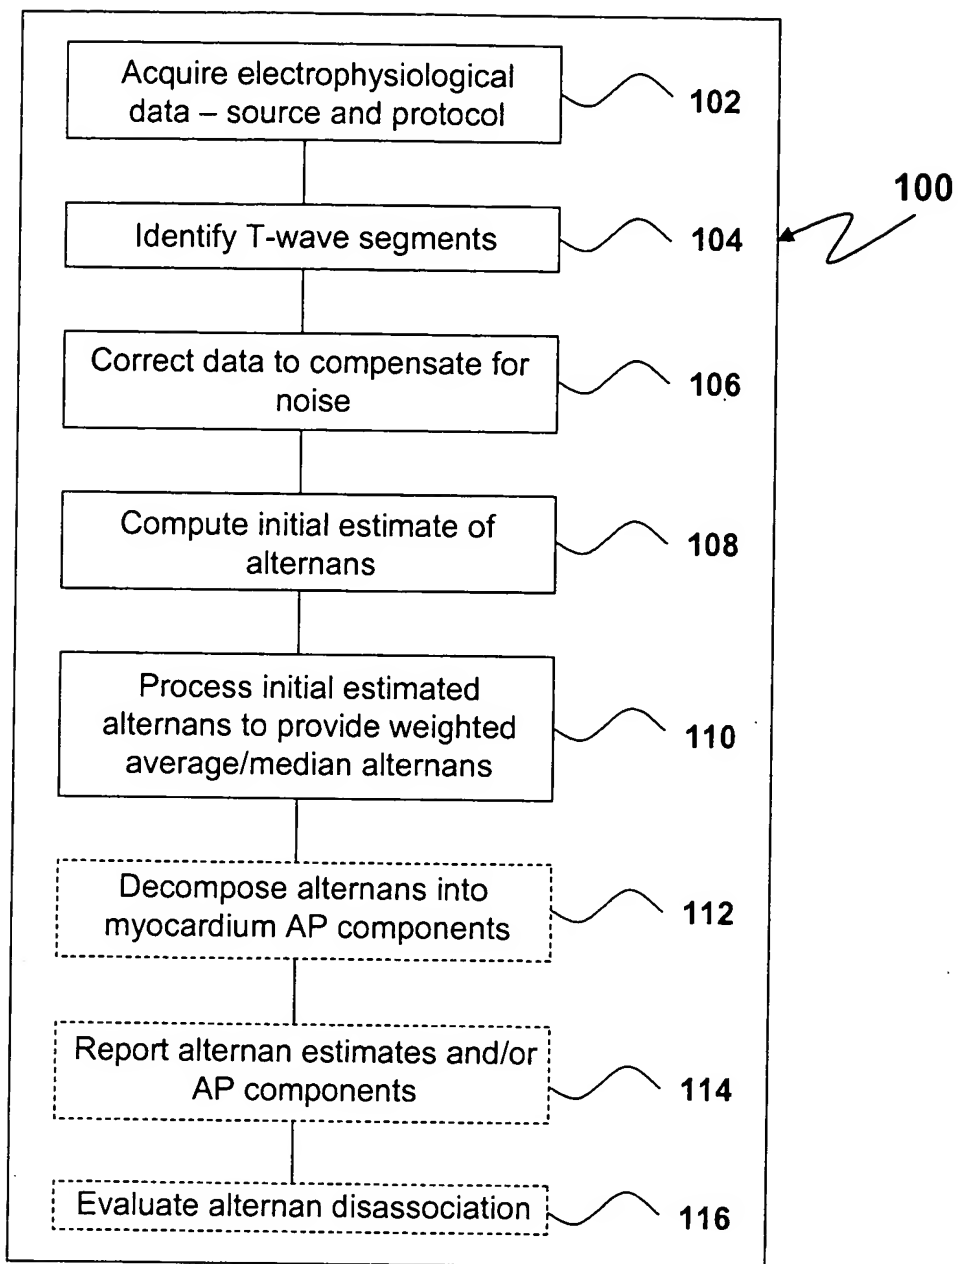 Acquire electrophysiological
data – source and protocol
102
100
Identify T-wave segments
104
Correct data to compensate for
noise
106
Compute initial estimate of
alternans
108
Process initial estimated
alternans to provide weighted
average/median alternans
110
Decompose alternans into
myocardium AP components
112
Report alternan estimates and/or
AP components
114
Evaluate alternan disassociation
116